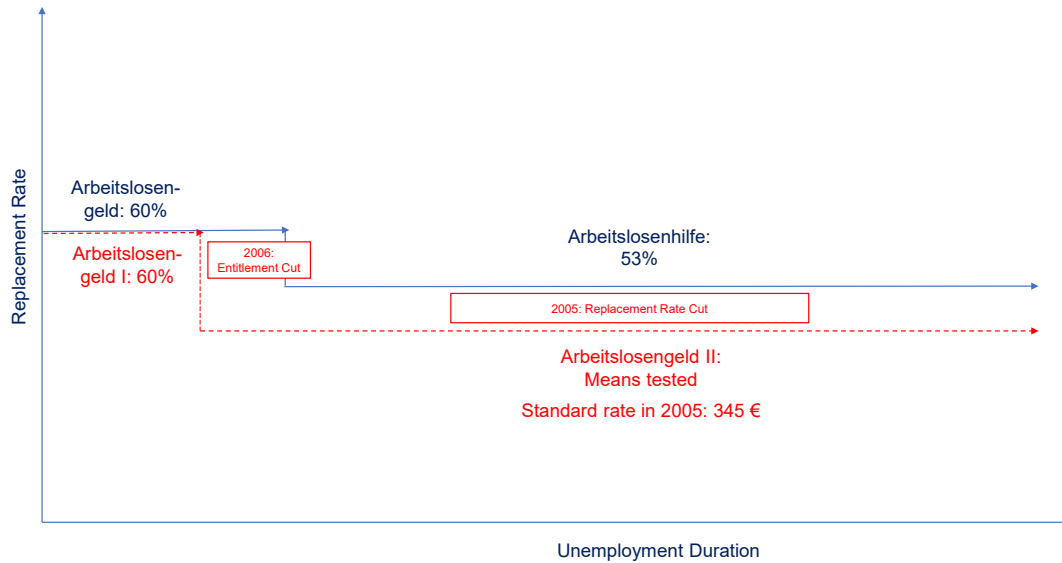 Replacement Rate
Arbeitslosen-
geld: 60%
Arbeitslosen-
geld I: 60%
2006:
Entitlement Cut
Arbeitslosenhilfe:
53%
2005: Replacement Rate Cut
Arbeitslosengeld II:
Means tested
Standard rate in 2005: 345 €
Unemployment Duration